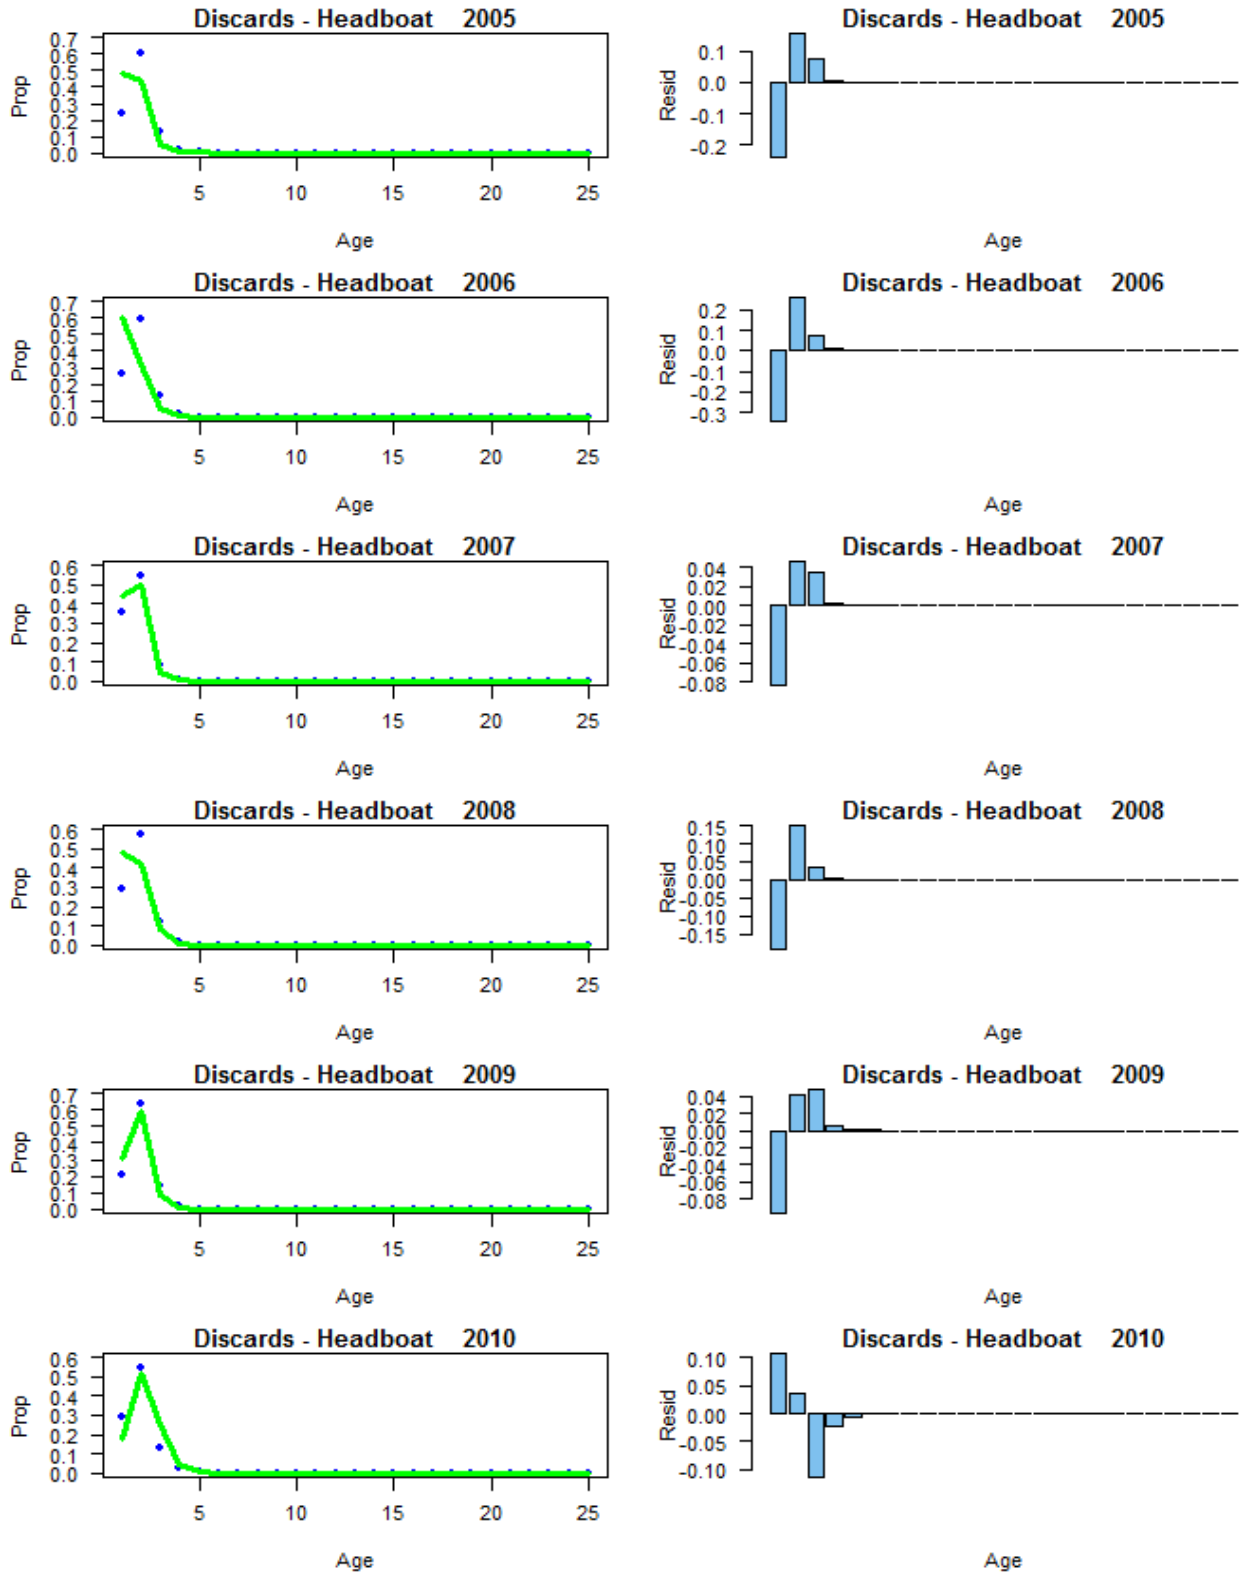 Discards - Headboat 2005
Prop
0.7
0.6
0.5
0.4
0.3
0.2
0.1
0.0
5 10 15 20 25
Age
Discards - Headboat 2005
Resid
0.1
0.0
-0.1
-0.2
Age
Discards - Headboat 2006
Prop
0.7
0.6
0.5
0.4
0.3
0.2
0.1
0.0
5 10 15 20 25
Age
Discards - Headboat 2006
Resid
0.2
0.1
0.0
-0.1
-0.2
-0.3
Age
Discards - Headboat 2007
Prop
0.6
0.5
0.4
0.3
0.2
0.1
0.0
5 10 15 20 25
Age
Discards - Headboat 2007
Resid
0.04
0.02
0.00
-0.02
-0.04
-0.06
-0.08
Age
Discards - Headboat 2008
Prop
0.6
0.5
0.4
0.3
0.2
0.1
0.0
5 10 15 20 25
Age
Discards - Headboat 2008
Resid
0.15
0.10
0.05
0.00
-0.05
-0.10
-0.15
Age
Discards - Headboat 2009
Prop
0.7
0.6
0.5
0.4
0.3
0.2
0.1
0.0
5 10 15 20 25
Age
Discards - Headboat 2009
Resid
0.04
0.02
0.00
-0.02
-0.04
-0.06
-0.08
Age
Discards - Headboat 2010
Prop
0.6
0.5
0.4
0.3
0.2
0.1
0.0
5 10 15 20 25
Age
Discards - Headboat 2010
Resid
0.10
0.05
0.00
-0.05
-0.10
Age